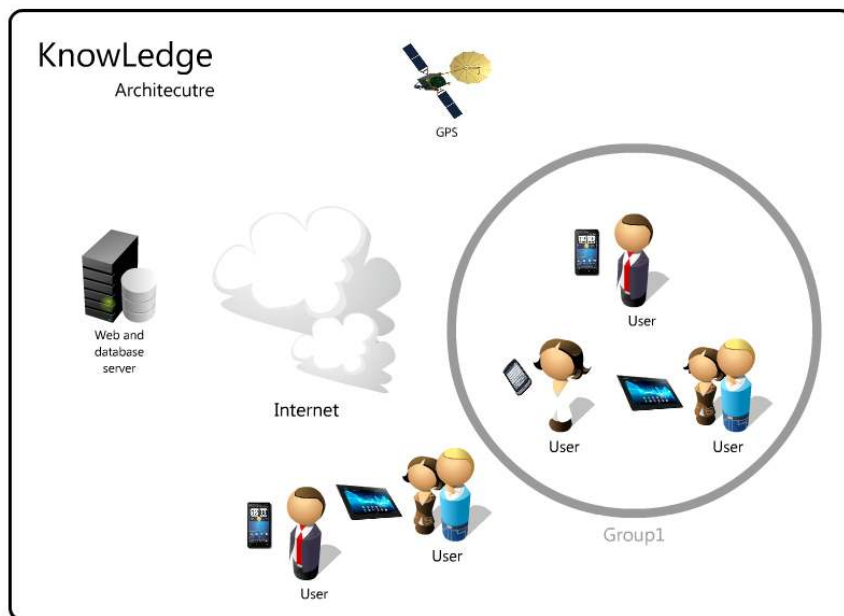 KnowLedge
Architecutre
GPS
User
Web and
database
server
Internet
User
User
Group1
User
User